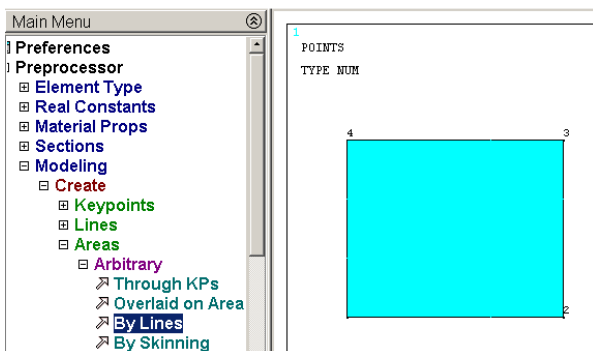 Main Menu
Preferences
Preprocessor
Element Type
Real Constants
Material Props
Sections
Modeling
Create
Keypoints
Lines
Areas
Arbitrary
Through KPs
Overlaid on Area
By Lines
By Skinning
1
POINTS
TYPE NUM
4
3
2